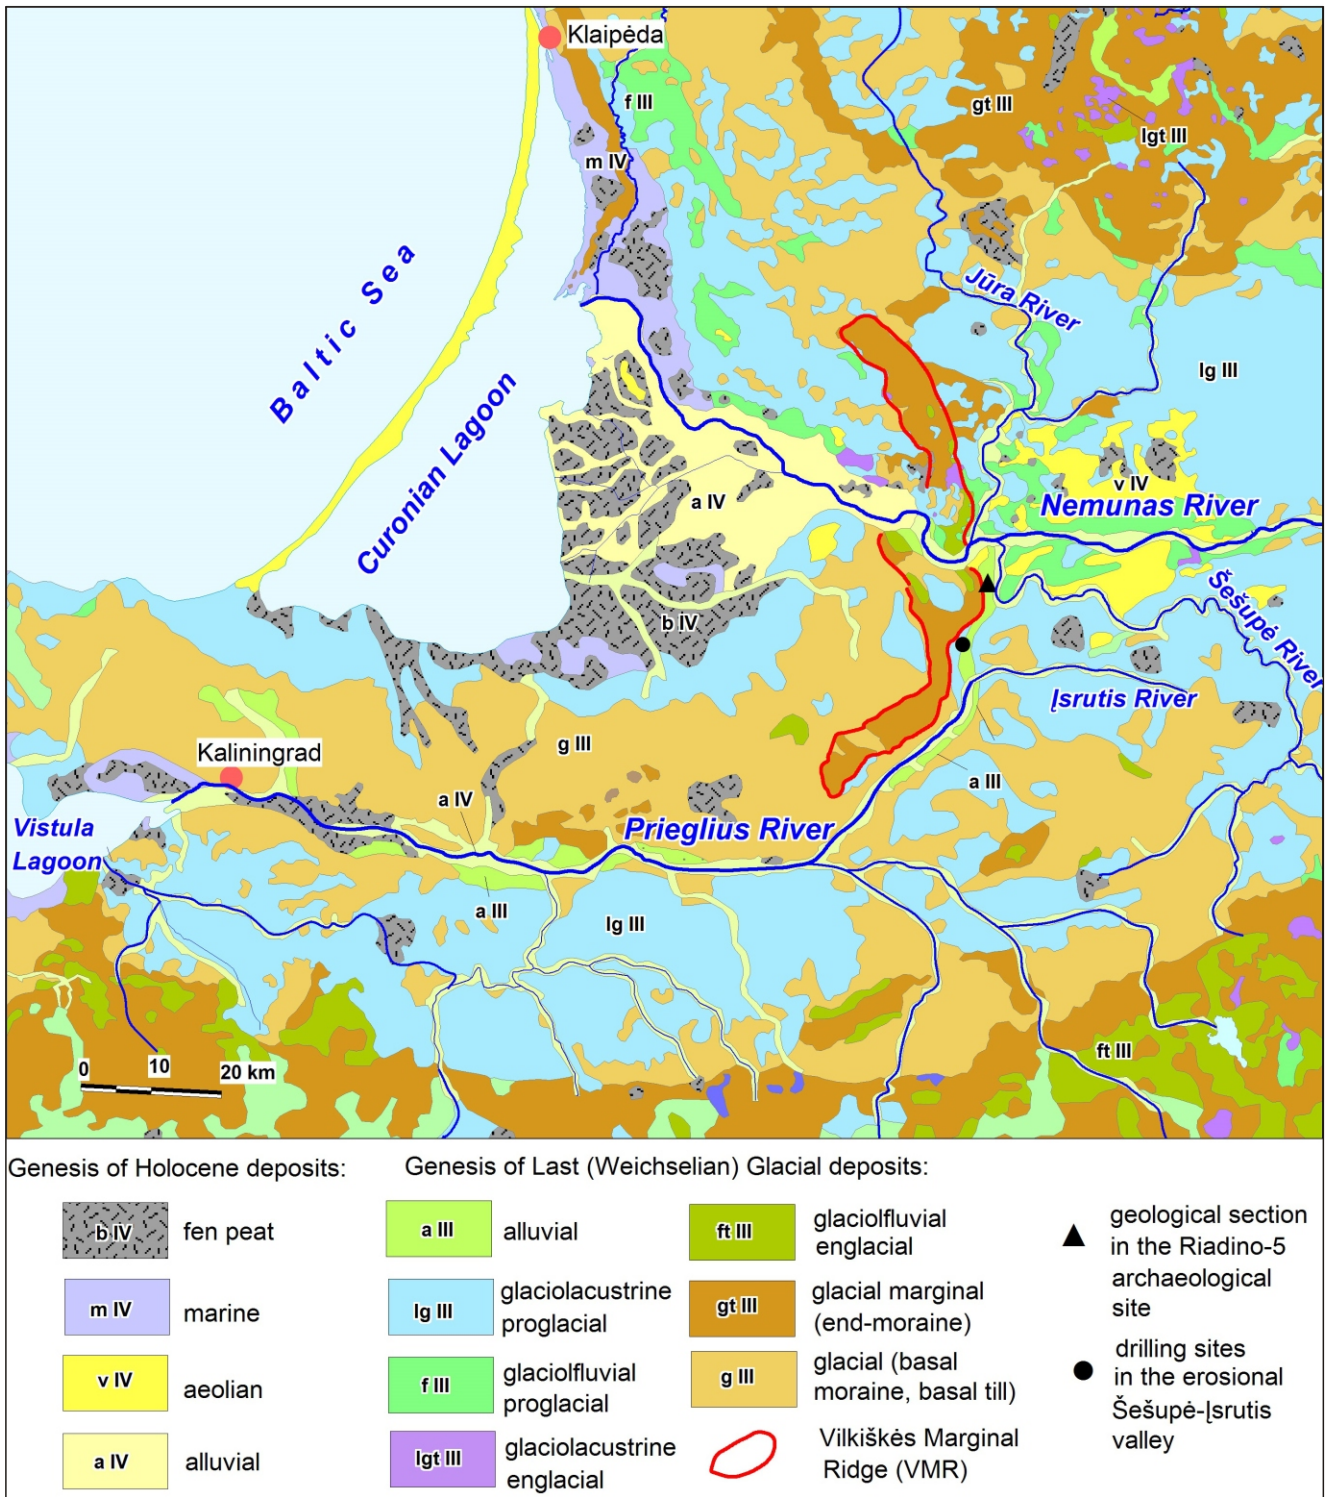 Klaipėda
f III
gt III
lgt III
m IV
Baltic Sea
Jūra River
lg III
Curonian Lagoon
v IV
a IV
Nemunas River
Šešupė River
b IV
Įsrutis River
g III
Kaliningrad
a III
a IV
Vistula
Lagoon
Prieglius River
a III
lg III
ft III
0
10
20 km
Genesis of Holocene deposits:
b IV
fen peat
m IV
marine
v IV
aeolian
a IV
alluvial
Genesis of Last (Weichselian) Glacial deposits:
a III
alluvial
lg III
glaciolacustrine
proglacial
f III
glaciolfluvial
proglacial
lgt III
glaciolacustrine
englacial
ft III
glaciolfluvial
englacial
gt III
glacial marginal
(end-moraine)
g III
glacial (basal
moraine, basal till)
Vilkiškės Marginal
Ridge (VMR)
geological section
in the Riadino-5
archaeological
site
drilling sites
in the erosional
Šešupė-Įsrutis
valley